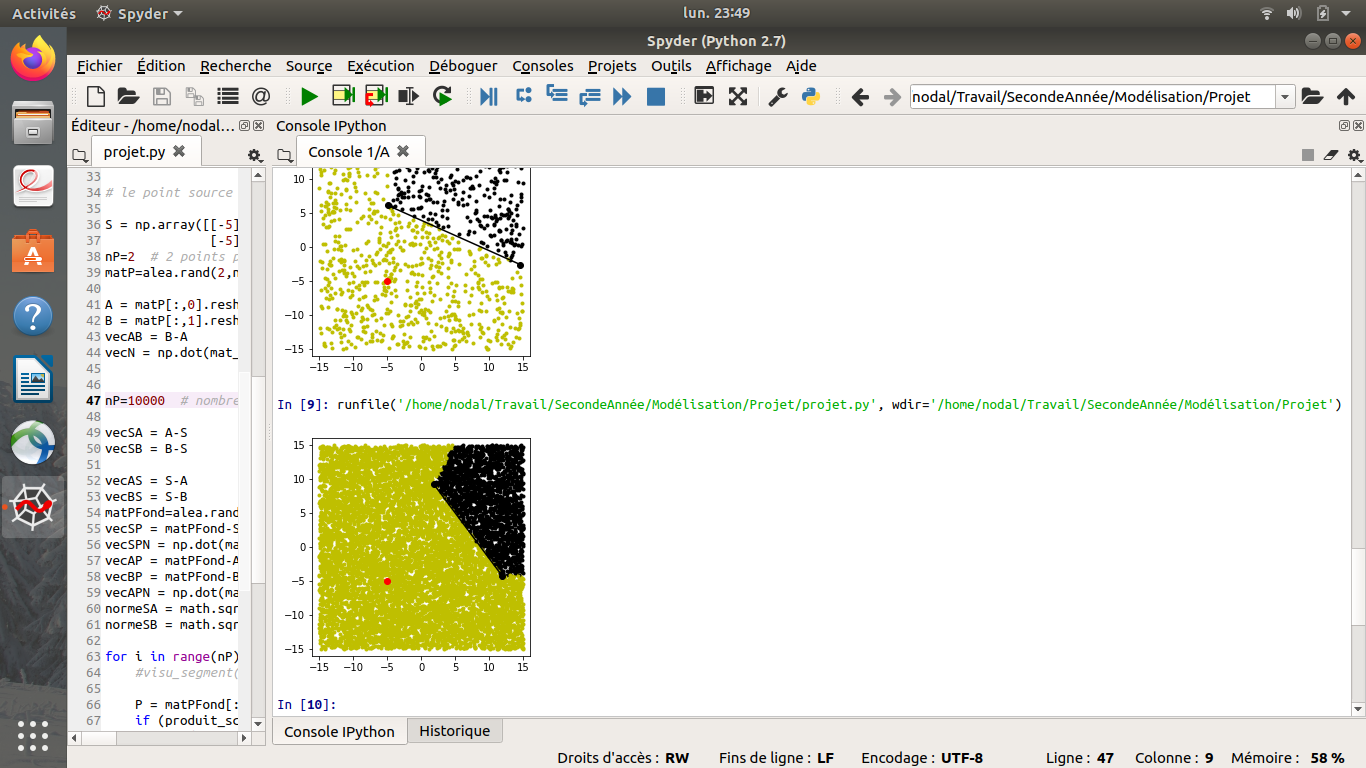 Activités Spyder lun. 23:49
Spyder (Python 2.7)
Fichier Édition Recherche Source Exécution Déboguer Consoles Projets Outils Affichage Aide
nodal/Travail/SecondeAnnée/Modélisation/Projet
Éditeur - /home/nodal... Console IPython
projet.py Console 1/A
33
34 # le point source
35
36 S = np.array([[-5]
37 [-5]
38 nP=2 # 2 points p
39 matP=alea.rand(2,n
40
41 A = matP[:,0].resh
42 B = matP[:,1].resh
43 vecAB = B-A
44 vecN = np.dot(mat_
45
46
47 nP=10000 # nombre
48
49 vecSA = A-S
50 vecSB = B-S
51
52 vecAS = S-A
53 vecBS = S-B
54 matPFond=alea.rand
55 vecSP = matPFond-S
56 vecSPN = np.dot(ma
57 vecAP = matPFond-A
58 vecBP = matPFond-B
59 vecAPN = np.dot(ma
60 normeSA = math.sqr
61 normeSB = math.sqr
62
63 for i in range(nP)
64 #visu_segment(
65
66 P = matPFond[:
67 if (produit_sc
10
5
0
−5
−10
−15
−15 −10 −5 0 5 10 15
In [9]: runfile('/home/nodal/Travail/SecondeAnnée/Modélisation/Projet/projet.py', wdir='/home/nodal/Travail/SecondeAnnée/Modélisation/Projet')
15
10
5
0
−5
−10
−15
−15 −10 −5 0 5 10 15
In [10]:
Console IPython Historique
Droits d'accès : RW Fins de ligne : LF Encodage : UTF-8 Ligne : 47 Colonne : 9 Mémoire : 58 %